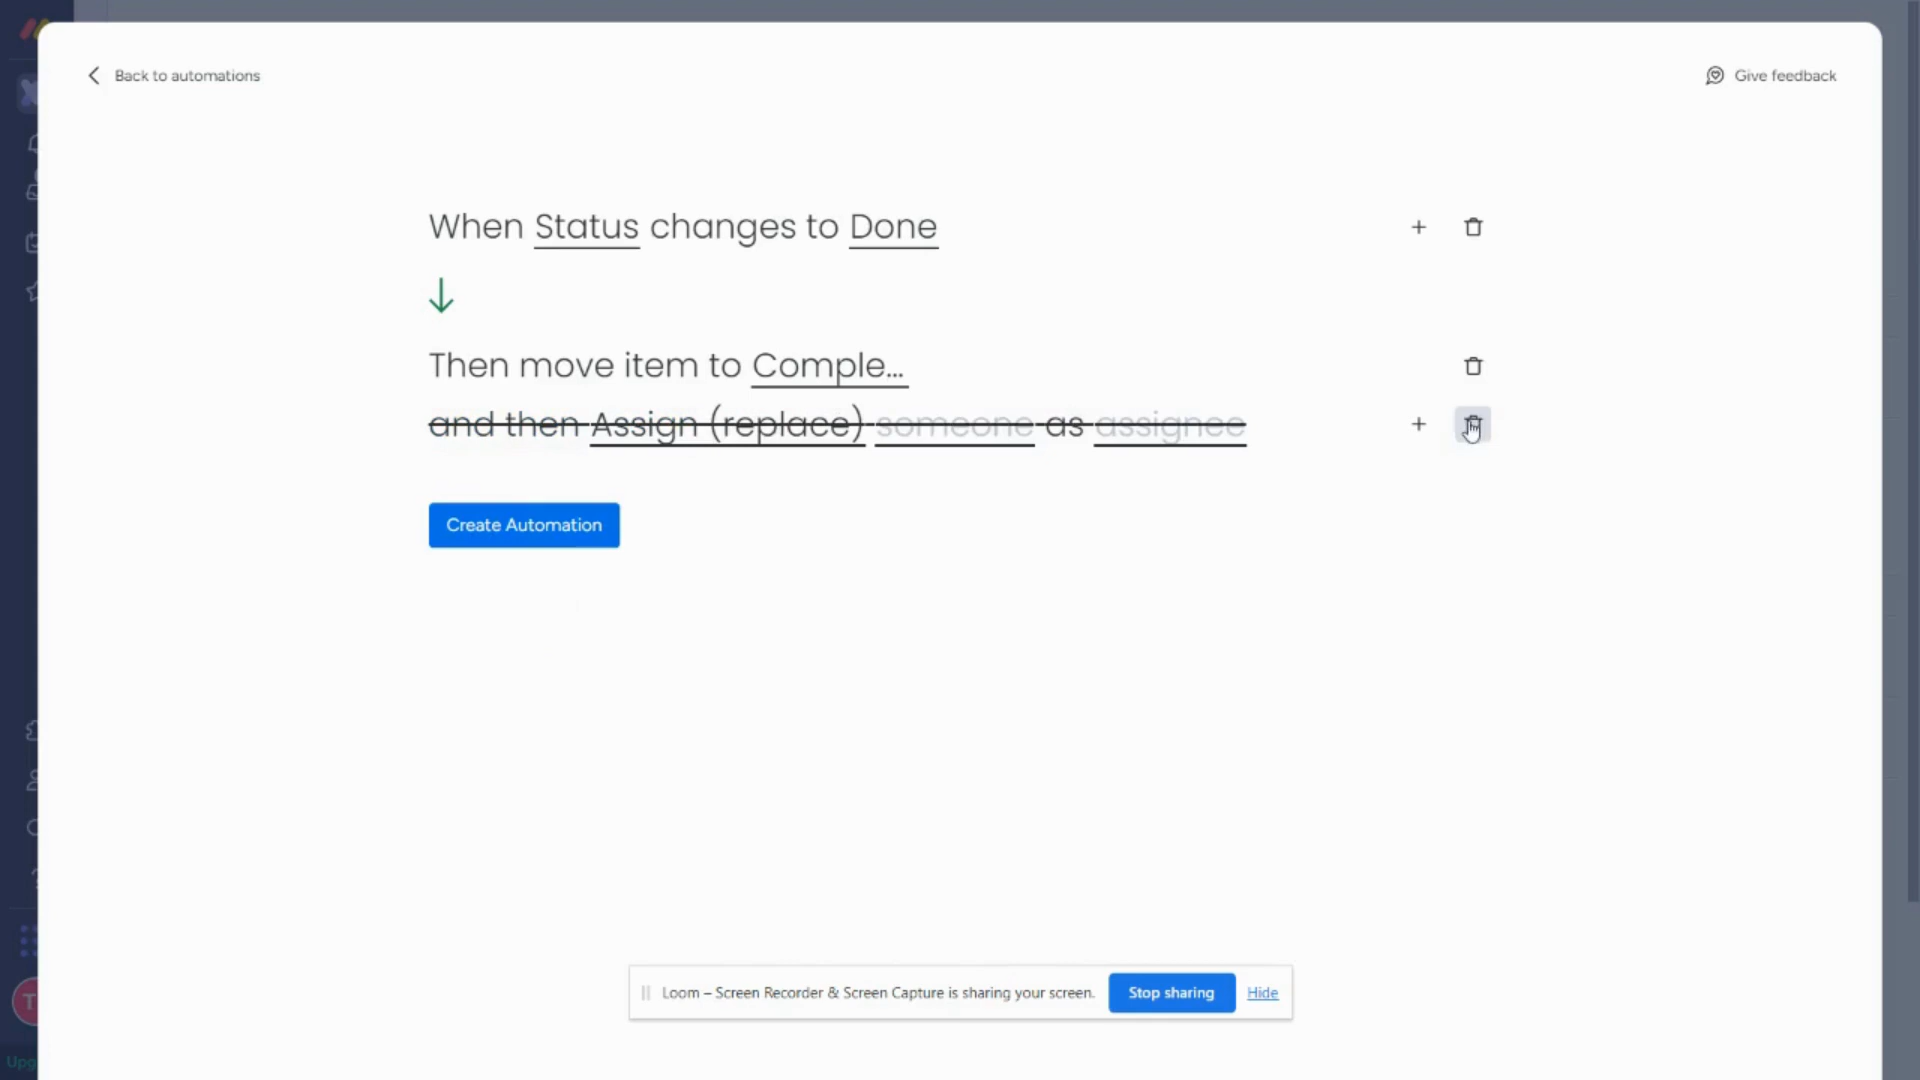 Back to automations
Give feedback
When Status changes to Done
Then move item to Comple...
and then Assign (replace) someone as assignee
Create Automation
Loom – Screen Recorder & Screen Capture is sharing your screen.
Stop sharing
Hide
T
Upg